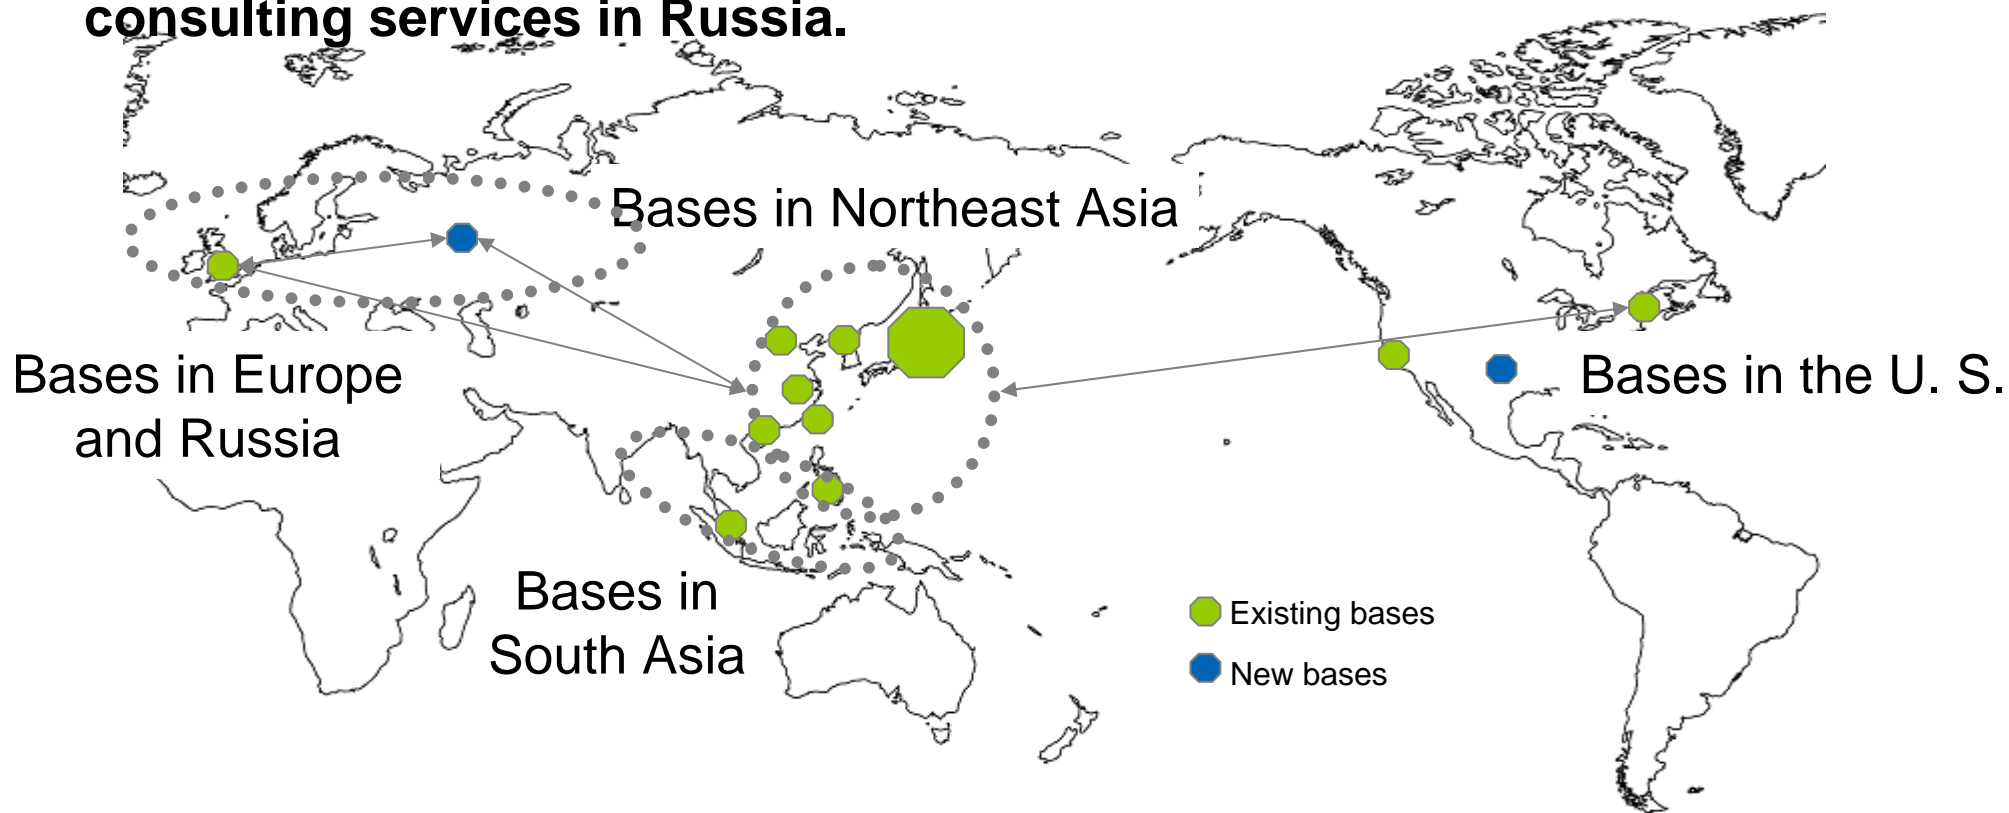 consulting services in Russia.
Bases in Northeast Asia
Bases in Europe
and Russia
Bases in the U. S.
Bases in
South Asia
Existing bases
New bases